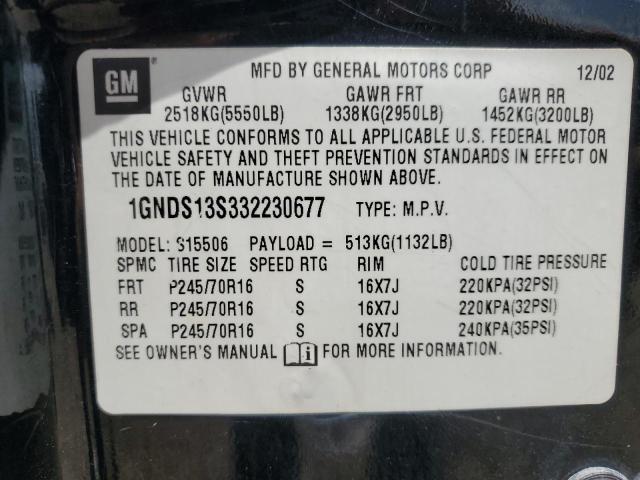 GM ® MFD BY GENERAL MOTORS CORP 12/02
GVWR GAWR FRT GAWR RR
2518KG(5550LB) 1338KG(2950LB) 1452KG(3200LB)
THIS VEHICLE CONFORMS TO ALL APPLICABLE U.S. FEDERAL MOTOR
VEHICLE SAFETY AND THEFT PREVENTION STANDARDS IN EFFECT ON
THE DATE OF MANUFACTURE SHOWN ABOVE.
1GNDS13S332230677 TYPE: M.P.V.
MODEL: S15506 PAYLOAD = 513KG(1132LB)
SPMC TIRE SIZE SPEED RTG RIM COLD TIRE PRESSURE
FRT P245/70R16 S 16X7J 220KPA(32PSI)
RR P245/70R16 S 16X7J 220KPA(32PSI)
SPA P245/70R16 S 16X7J 240KPA(35PSI)
SEE OWNER'S MANUAL i FOR MORE INFORMATION.